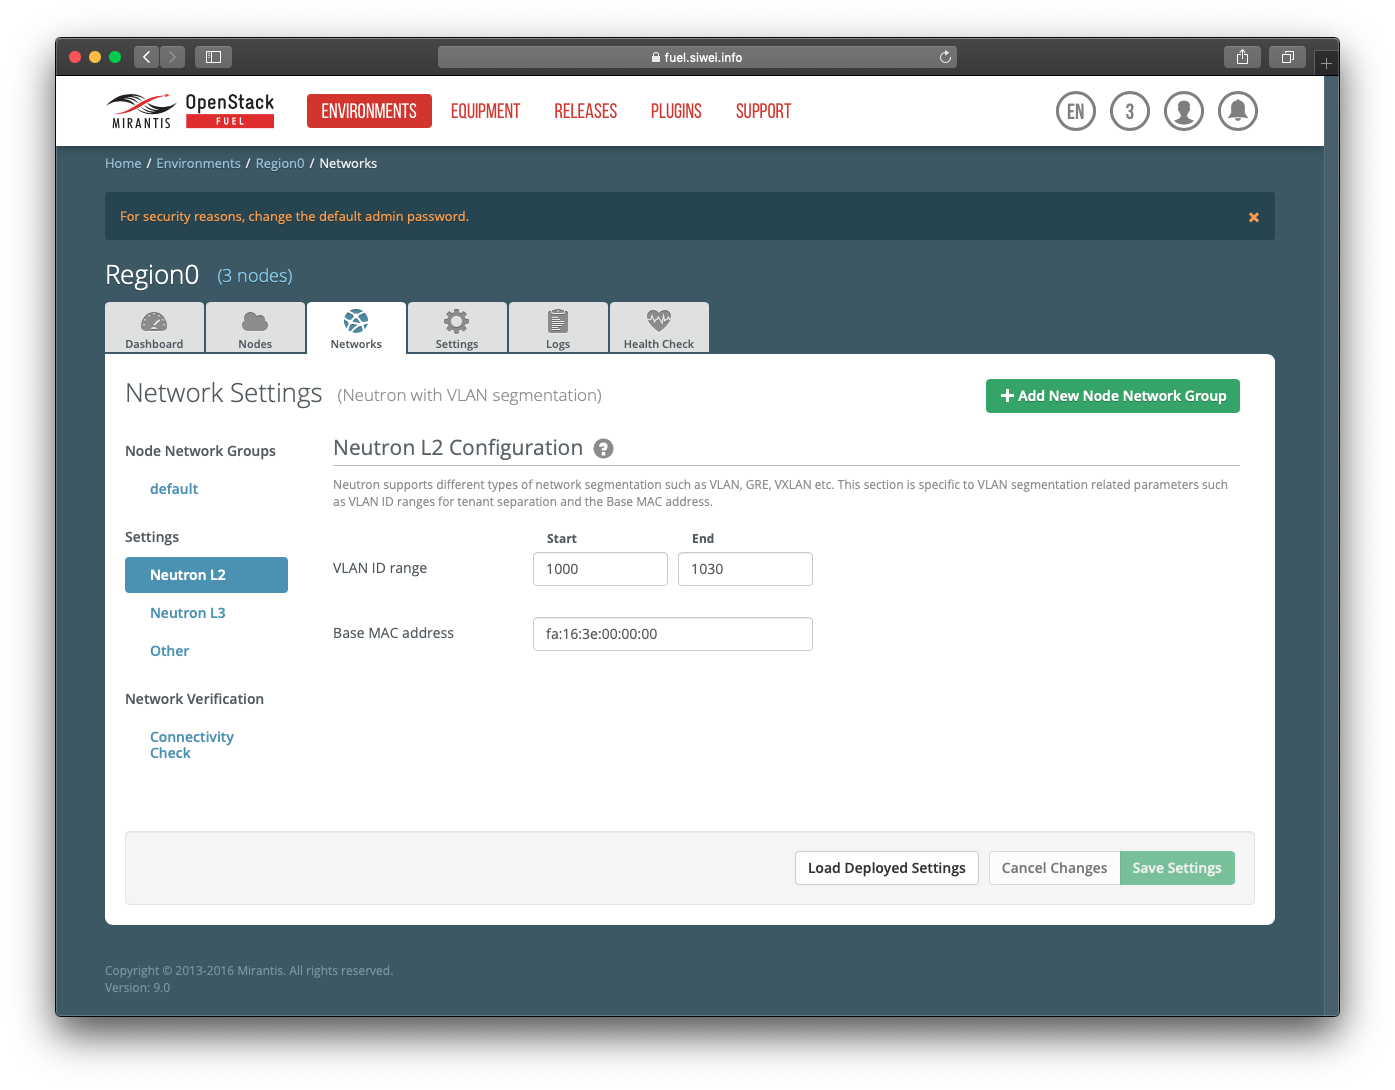 fuel.siwei.info
MIRANTIS
OpenStack
FUEL
ENVIRONMENTS EQUIPMENT RELEASES PLUGINS SUPPORT
EN 3
Home / Environments / Region0 / Networks
For security reasons, change the default admin password.
Region0 (3 nodes)
Dashboard Nodes Networks Settings Logs Health Check
Network Settings (Neutron with VLAN segmentation)
+ Add New Node Network Group
Node Network Groups
default
Settings
Neutron L2
Neutron L3
Other
Network Verification
Connectivity
Check
Neutron L2 Configuration ?
Neutron supports different types of network segmentation such as VLAN, GRE, VXLAN etc. This section is specific to VLAN segmentation related parameters such
as VLAN ID ranges for tenant separation and the Base MAC address.
Start End
VLAN ID range 1000 1030
Base MAC address fa:16:3e:00:00:00
Load Deployed Settings Cancel Changes Save Settings
Copyright © 2013-2016 Mirantis. All rights reserved.
Version: 9.0